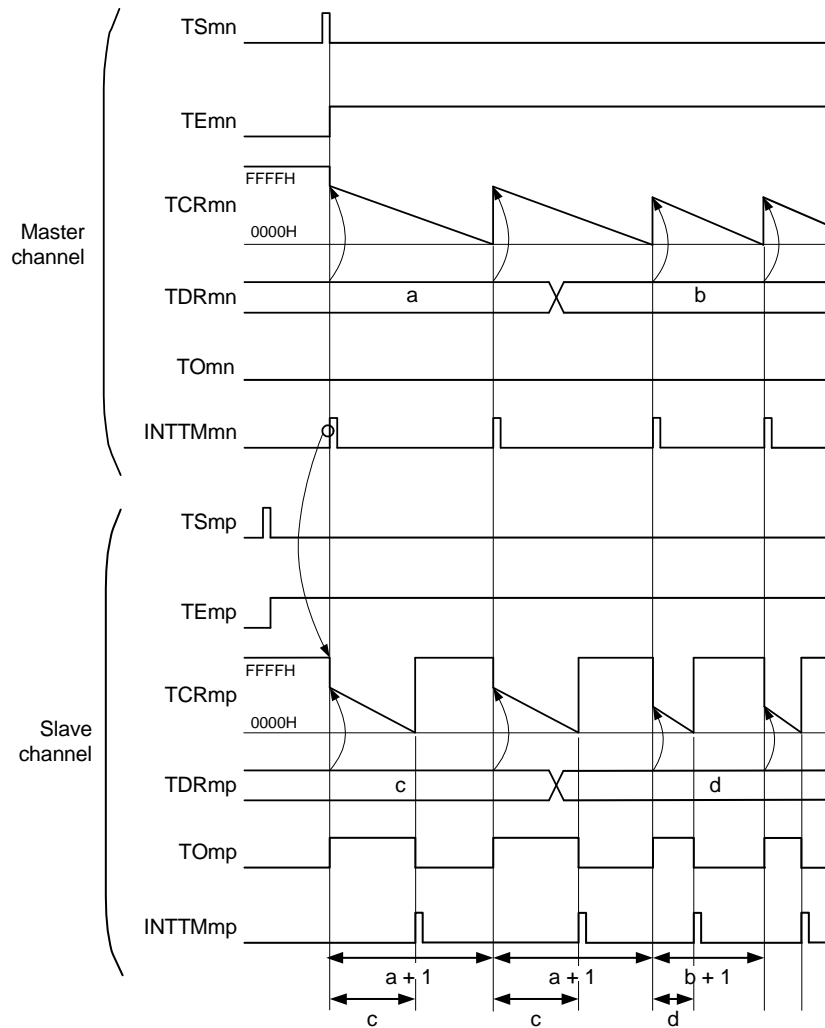 TSmn
TEmn
FFFFH
TCRmn
0000H
Master
channel
TDRmn
a
b
TOmn
INTTMmn
TSmp
TEmp
FFFFH
TCRmp
0000H
Slave
channel
TDRmp
c
d
TOmp
INTTMmp
a + 1
a + 1
b + 1
c
c
d